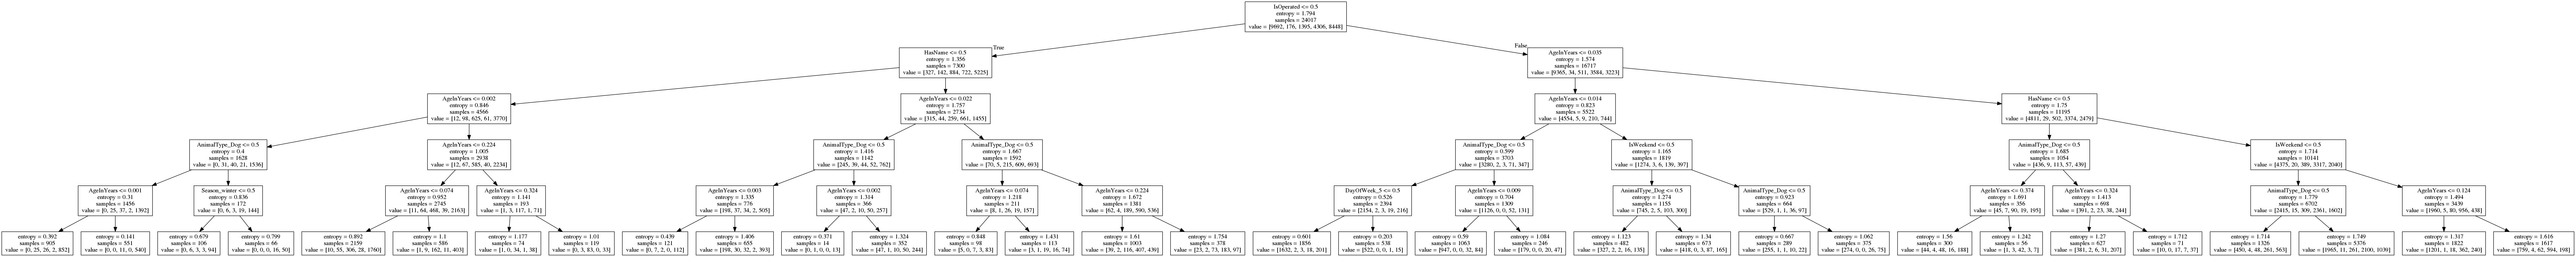 IsOperated <= 0.5
entropy = 1.794
samples = 24017
value = [9692, 176, 1395, 4306, 8448]
True
False
HasName <= 0.5
entropy = 1.356
samples = 7300
value = [327, 142, 884, 722, 5225]
AgeInYears <= 0.035
entropy = 1.574
samples = 16717
value = [9365, 34, 511, 3584, 3223]
AgeInYears <= 0.002
entropy = 0.846
samples = 4566
value = [12, 98, 625, 61, 3770]
AgeInYears <= 0.022
entropy = 1.757
samples = 2734
value = [315, 44, 259, 661, 1455]
AgeInYears <= 0.014
entropy = 0.823
samples = 5522
value = [4554, 5, 9, 210, 744]
HasName <= 0.5
entropy = 1.75
samples = 11195
value = [4811, 29, 502, 3374, 2479]
AnimalType_Dog <= 0.5
entropy = 0.4
samples = 1628
value = [0, 31, 40, 21, 1536]
AgeInYears <= 0.224
entropy = 1.005
samples = 2938
value = [12, 67, 585, 40, 2234]
AnimalType_Dog <= 0.5
entropy = 1.416
samples = 1142
value = [245, 39, 44, 52, 762]
AnimalType_Dog <= 0.5
entropy = 1.667
samples = 1592
value = [70, 5, 215, 609, 693]
AnimalType_Dog <= 0.5
entropy = 0.599
samples = 3703
value = [3280, 2, 3, 71, 347]
IsWeekend <= 0.5
entropy = 1.165
samples = 1819
value = [1274, 3, 6, 139, 397]
AnimalType_Dog <= 0.5
entropy = 1.685
samples = 1054
value = [436, 9, 113, 57, 439]
IsWeekend <= 0.5
entropy = 1.714
samples = 10141
value = [4375, 20, 389, 3317, 2040]
AgeInYears <= 0.001
entropy = 0.31
samples = 1456
value = [0, 25, 37, 2, 1392]
Season_winter <= 0.5
entropy = 0.836
samples = 172
value = [0, 6, 3, 19, 144]
AgeInYears <= 0.074
entropy = 0.952
samples = 2745
value = [11, 64, 468, 39, 2163]
AgeInYears <= 0.324
entropy = 1.141
samples = 193
value = [1, 3, 117, 1, 71]
AgeInYears <= 0.003
entropy = 1.335
samples = 776
value = [198, 37, 34, 2, 505]
AgeInYears <= 0.002
entropy = 1.314
samples = 366
value = [47, 2, 10, 50, 257]
AgeInYears <= 0.074
entropy = 1.218
samples = 211
value = [8, 1, 26, 19, 157]
AgeInYears <= 0.224
entropy = 1.672
samples = 1381
value = [62, 4, 189, 590, 536]
DayOfWeek_5 <= 0.5
entropy = 0.526
samples = 2394
value = [2154, 2, 3, 19, 216]
AgeInYears <= 0.009
entropy = 0.704
samples = 1309
value = [1126, 0, 0, 52, 131]
AnimalType_Dog <= 0.5
entropy = 1.274
samples = 1155
value = [745, 2, 5, 103, 300]
AnimalType_Dog <= 0.5
entropy = 0.923
samples = 664
value = [529, 1, 1, 36, 97]
AgeInYears <= 0.374
entropy = 1.691
samples = 356
value = [45, 7, 90, 19, 195]
AgeInYears <= 0.324
entropy = 1.413
samples = 698
value = [391, 2, 23, 38, 244]
AnimalType_Dog <= 0.5
entropy = 1.779
samples = 6702
value = [2415, 15, 309, 2361, 1602]
AgeInYears <= 0.124
entropy = 1.494
samples = 3439
value = [1960, 5, 80, 956, 438]
entropy = 0.392
samples = 905
value = [0, 25, 26, 2, 852]
entropy = 0.141
samples = 551
value = [0, 0, 11, 0, 540]
entropy = 0.679
samples = 106
value = [0, 6, 3, 3, 94]
entropy = 0.799
samples = 66
value = [0, 0, 0, 16, 50]
entropy = 0.892
samples = 2159
value = [10, 55, 306, 28, 1760]
entropy = 1.1
samples = 586
value = [1, 9, 162, 11, 403]
entropy = 1.177
samples = 74
value = [1, 0, 34, 1, 38]
entropy = 1.01
samples = 119
value = [0, 3, 83, 0, 33]
entropy = 0.439
samples = 121
value = [0, 7, 2, 0, 112]
entropy = 1.406
samples = 655
value = [198, 30, 32, 2, 393]
entropy = 0.371
samples = 14
value = [0, 1, 0, 0, 13]
entropy = 1.324
samples = 352
value = [47, 1, 10, 50, 244]
entropy = 0.848
samples = 98
value = [5, 0, 7, 3, 83]
entropy = 1.431
samples = 113
value = [3, 1, 19, 16, 74]
entropy = 1.61
samples = 1003
value = [39, 2, 116, 407, 439]
entropy = 1.754
samples = 378
value = [23, 2, 73, 183, 97]
entropy = 0.601
samples = 1856
value = [1632, 2, 3, 18, 201]
entropy = 0.203
samples = 538
value = [522, 0, 0, 1, 15]
entropy = 0.59
samples = 1063
value = [947, 0, 0, 32, 84]
entropy = 1.084
samples = 246
value = [179, 0, 0, 20, 47]
entropy = 1.123
samples = 482
value = [327, 2, 2, 16, 135]
entropy = 1.34
samples = 673
value = [418, 0, 3, 87, 165]
entropy = 0.667
samples = 289
value = [255, 1, 1, 10, 22]
entropy = 1.062
samples = 375
value = [274, 0, 0, 26, 75]
entropy = 1.56
samples = 300
value = [44, 4, 48, 16, 188]
entropy = 1.242
samples = 56
value = [1, 3, 42, 3, 7]
entropy = 1.27
samples = 627
value = [381, 2, 6, 31, 207]
entropy = 1.712
samples = 71
value = [10, 0, 17, 7, 37]
entropy = 1.714
samples = 1326
value = [450, 4, 48, 261, 563]
entropy = 1.749
samples = 5376
value = [1965, 11, 261, 2100, 1039]
entropy = 1.317
samples = 1822
value = [1201, 1, 18, 362, 240]
entropy = 1.616
samples = 1617
value = [759, 4, 62, 594, 198]